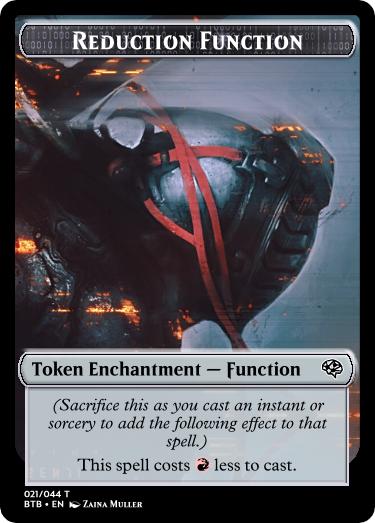 REDUCTION FUNCTION
Token Enchantment — Function
(Sacrifice this as you cast an instant or
sorcery to add the following effect to that
spell.)
This spell costs less to cast.
021/044 T
BTB • EN ZAINA MULLER